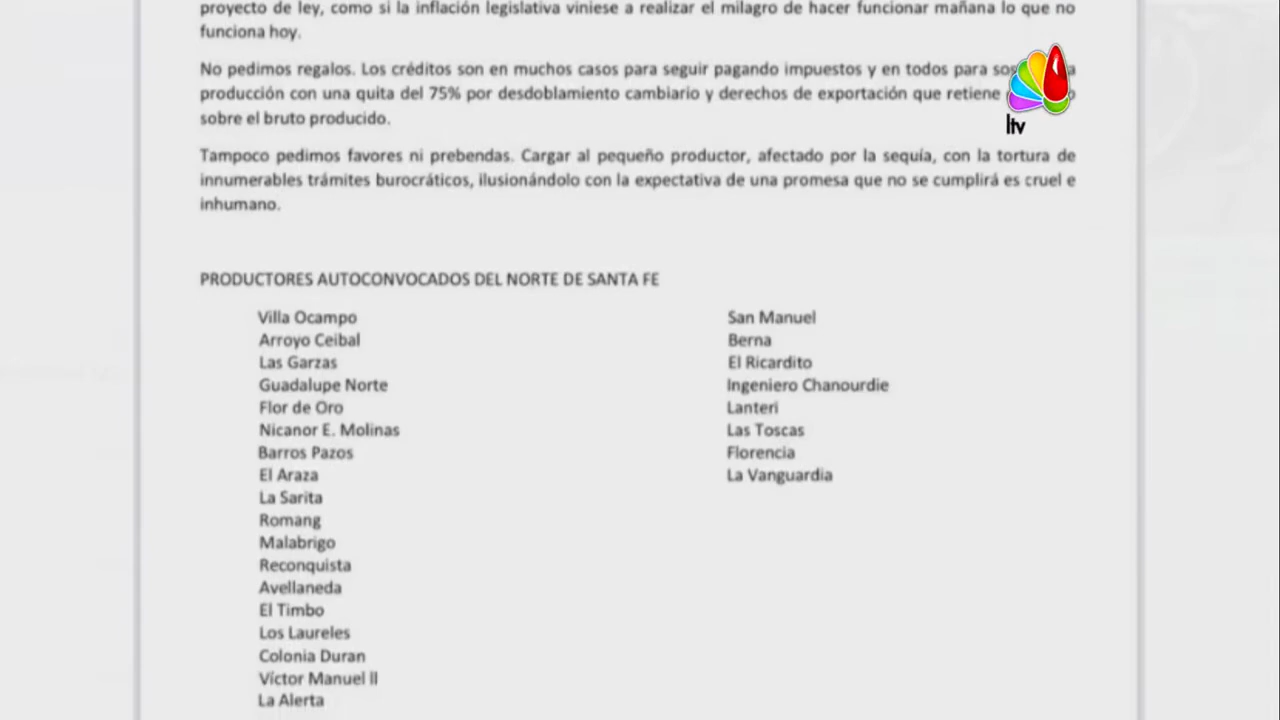 proyecto de ley, como si la inflación legislativa viniese a realizar el milagro de hacer funcionar mañana lo que no
funciona hoy.
No pedimos regalos. Los créditos son en muchos casos para seguir pagando impuestos y en todos para
producción con una quita del 75% por desdoblamiento cambiario y derechos de exportación que retiene
sobre el bruto producido.
Tampoco pedimos favores ni prebendas. Cargar al pequeño productor, afectado por la sequía, con la tortura de
innumerables trámites burocráticos, ilusionándolo con la expectativa de una promesa que no se cumplirá es cruel e
inhumano.
PRODUCTORES AUTOCONVOCADOS DEL NORTE DE SANTA FE
Villa Ocampo
Arroyo Ceibal
Las Garzas
Guadalupe Norte
Flor de Oro
Nicanor E. Molinas
Barros Pazos
El Araza
La Sarita
Romang
Malabrigo
Reconquista
Avellaneda
El Timbo
Los Laureles
Colonia Duran
Víctor Manuel II
La Alerta
San Manuel
Berna
El Ricardito
Ingeniero Chanourdie
Lanteri
Las Toscas
Florencia
La Vanguardia
ltv